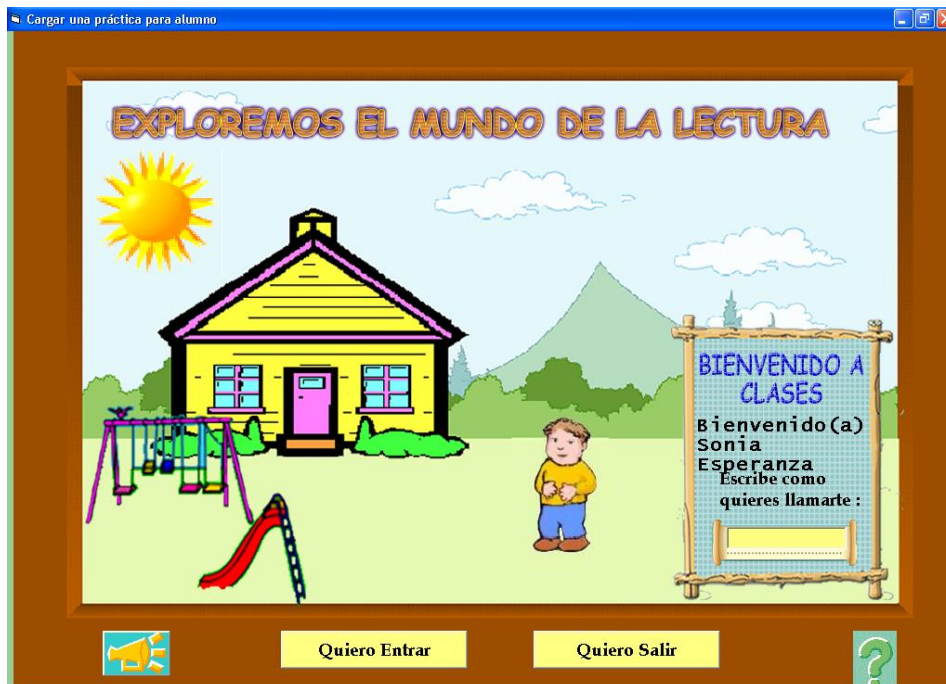 Cargar una práctica para alumno
EXPLOREMOS EL MUNDO DE LA LECTURA
BIENVENIDO A
CLASES
Bienvenido(a)
Sonia
Esperanza
Escribe como
quieres llamarte :
Quiero Entrar
Quiero Salir
?